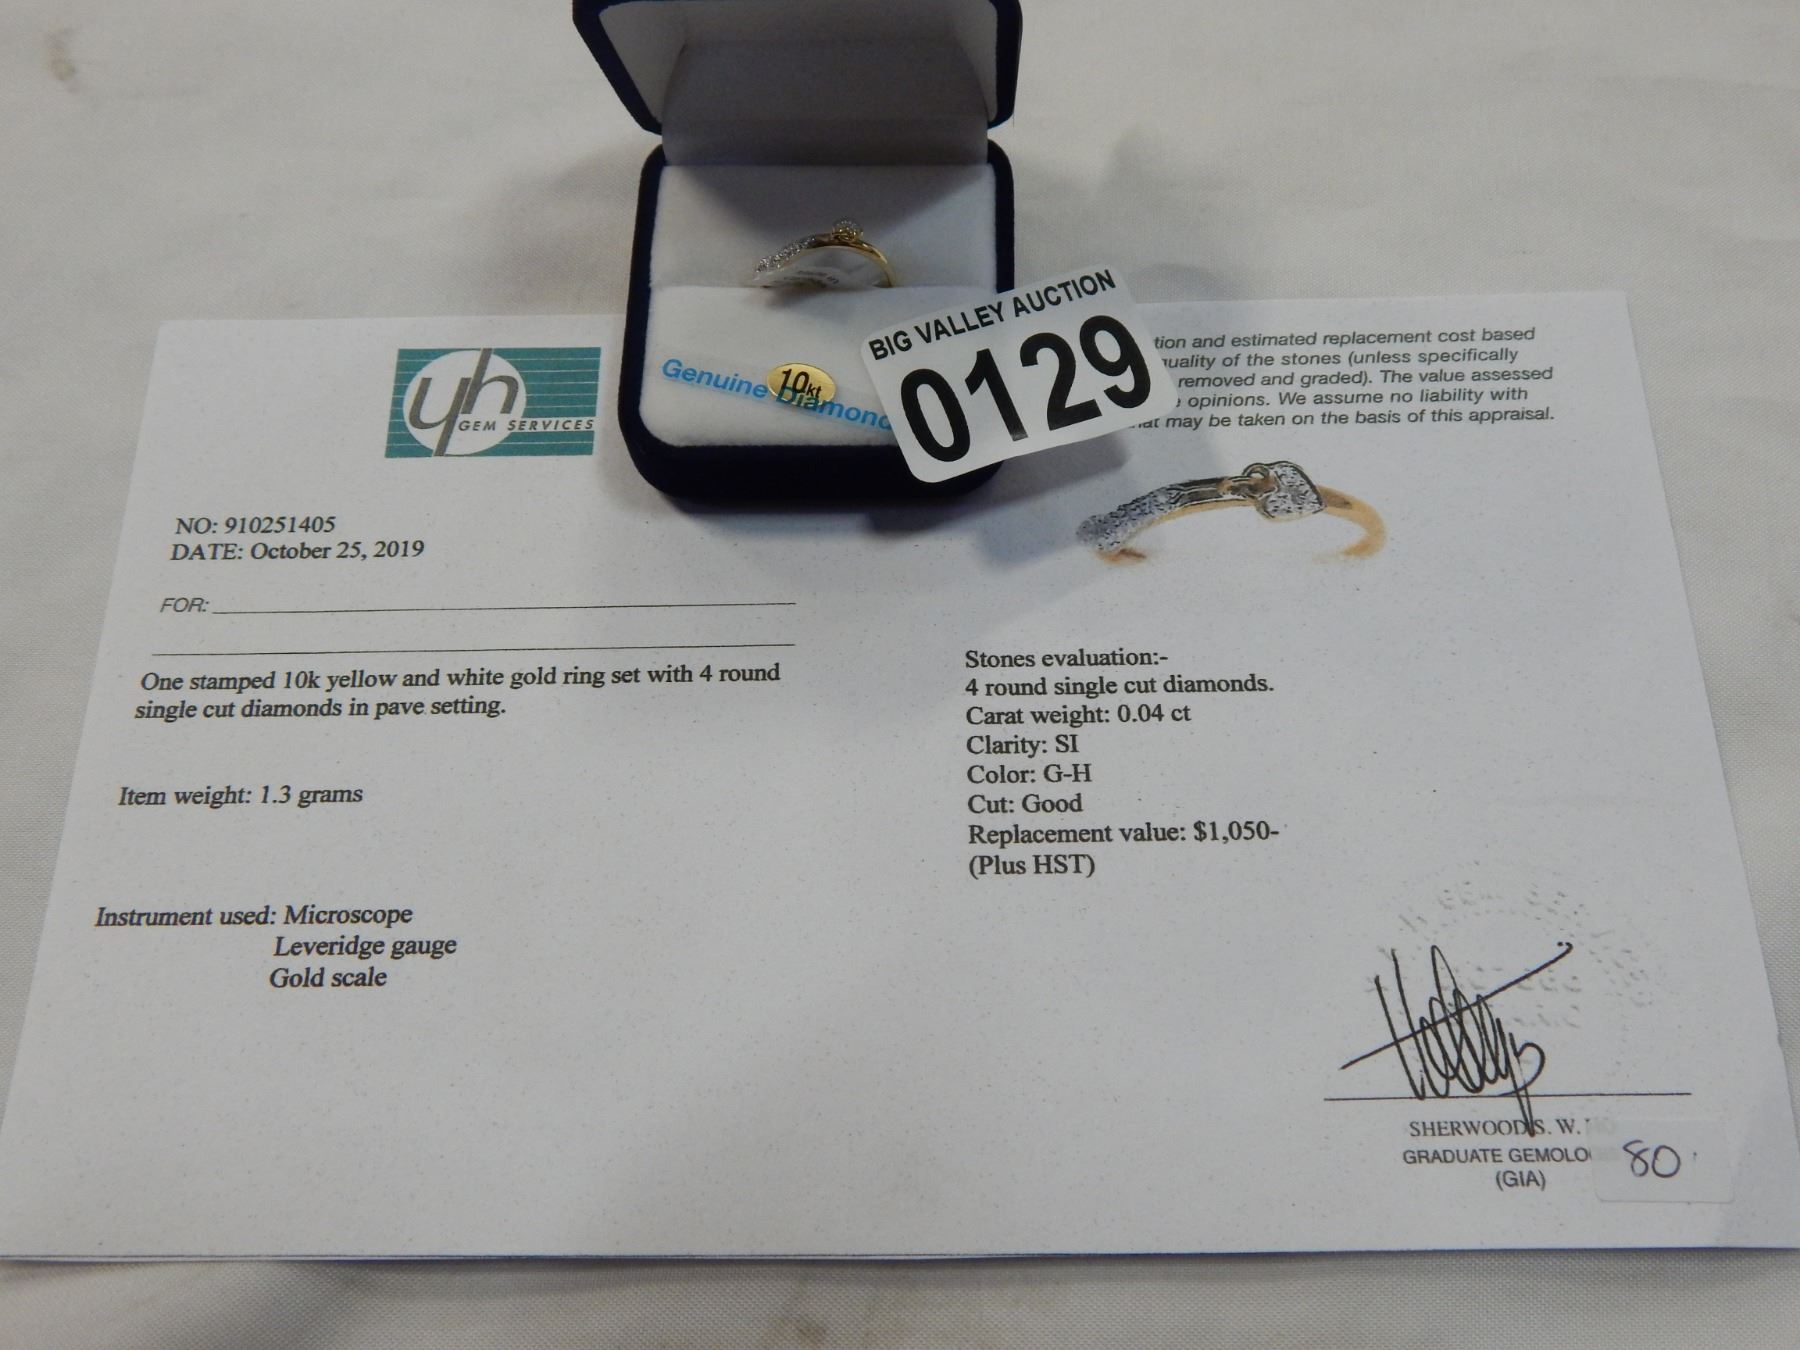 BIG VALLEY AUCTION
0129
Genuine Diamond
10kt
yh
GEM SERVICES
and estimated replacement cost based
quality of the stones (unless specifically
removed and graded). The value assessed
opinions. We assume no liability with
may be taken on the basis of this appraisal.
NO: 910251405
DATE: October 25, 2019
FOR:
One stamped 10k yellow and white gold ring set with 4 round
single cut diamonds in pave setting.
Item weight: 1.3 grams
Instrument used: Microscope
Leveridge gauge
Gold scale
Stones evaluation:-
4 round single cut diamonds.
Carat weight: 0.04 ct
Clarity: SI
Color: G-H
Cut: Good
Replacement value: $1,050-
(Plus HST)
SHERWOOD S. W.
GRADUATE GEMOLO
(GIA)
80